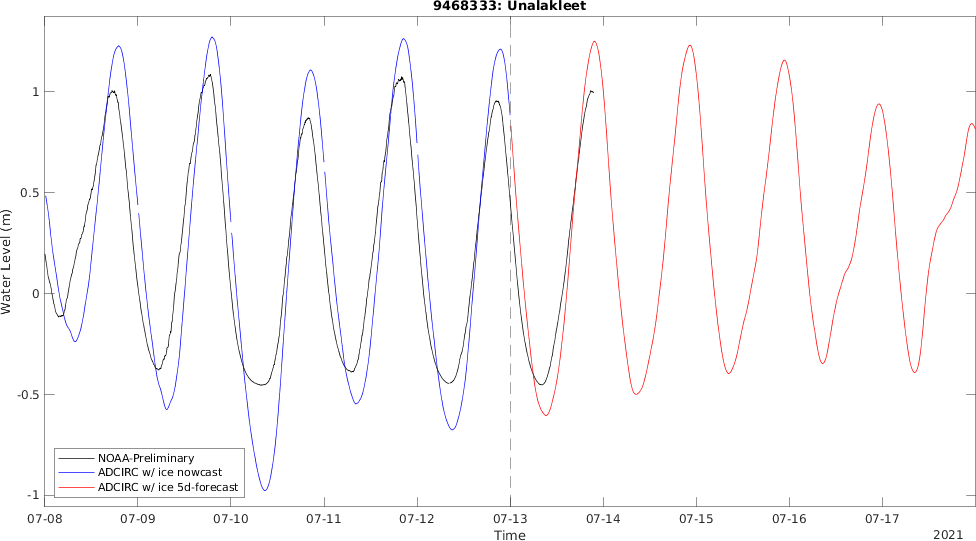 9468333: Unalakleet
Water Level (m)
1
0.5
0
-0.5
-1
NOAA-Preliminary
ADCIRC w/ ice nowcast
ADCIRC w/ ice 5d-forecast
07-08 07-09 07-10 07-11 07-12 07-13 07-14 07-15 07-16 07-17
Time
2021